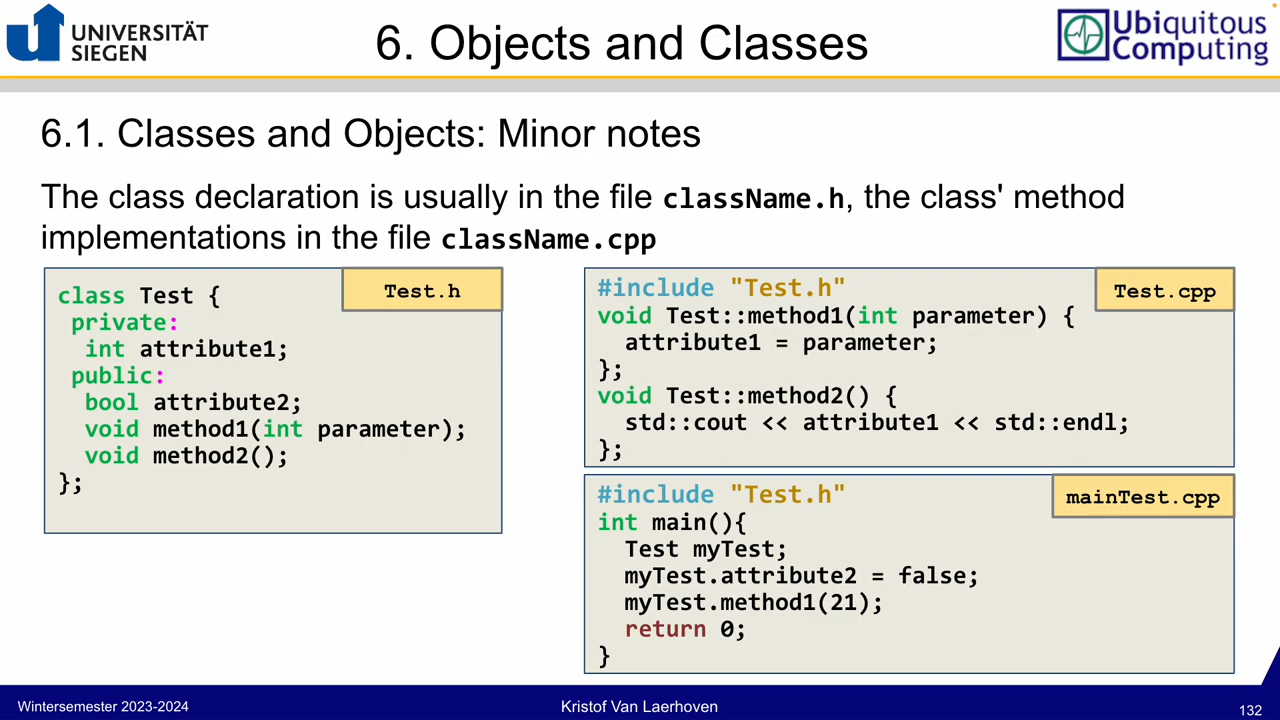 UNIVERSITÄT
SIEGEN
6. Objects and Classes
Ubiquitous
Computing
6.1. Classes and Objects: Minor notes
The class declaration is usually in the file className.h, the class' method
implementations in the file className.cpp
Test.h
class Test {
 private:
  int attribute1;
 public:
  bool attribute2;
  void method1(int parameter);
  void method2();
};
Test.cpp
#include "Test.h"
void Test::method1(int parameter) {
  attribute1 = parameter;
};
void Test::method2() {
  std::cout << attribute1 << std::endl;
};
mainTest.cpp
#include "Test.h"
int main(){
  Test myTest;
  myTest.attribute2 = false;
  myTest.method1(21);
  return 0;
}
Wintersemester 2023-2024
Kristof Van Laerhoven
132